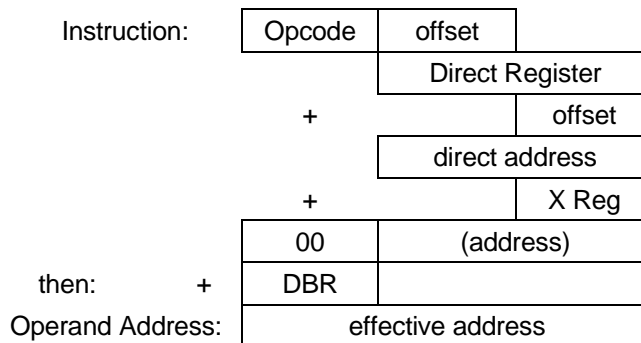 Instruction: Opcode offset
Direct Register
+ offset
direct address
+ X Reg
00 (address)
then: + DBR
Operand Address: effective address